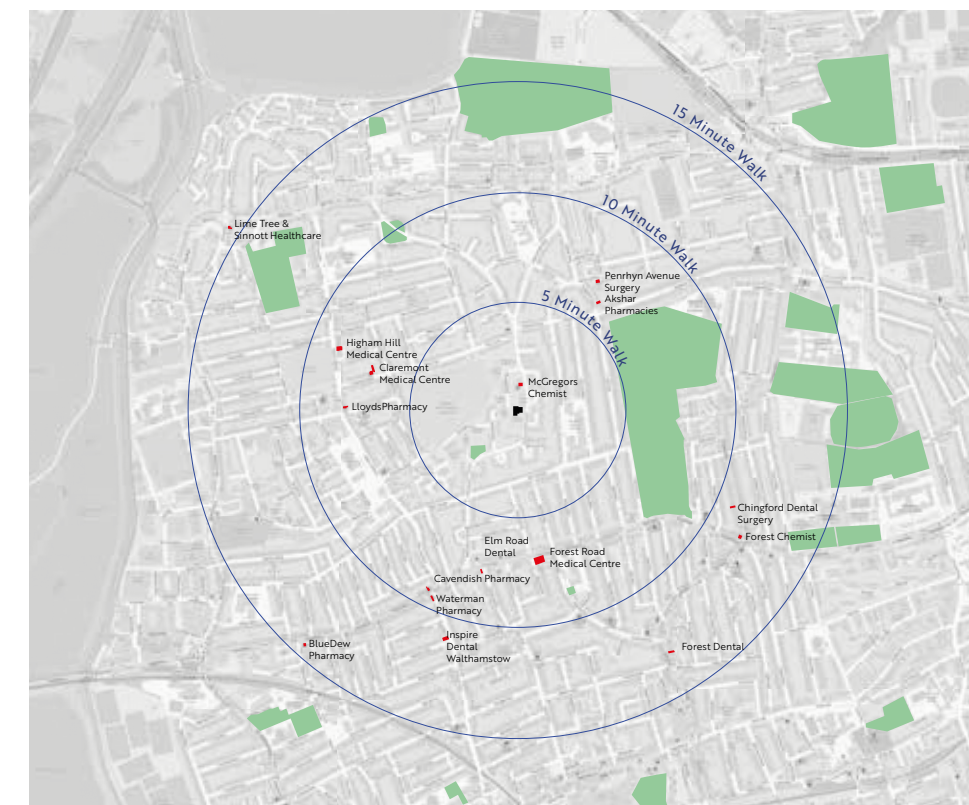 15 Minute Walk
10 Minute Walk
Lime Tree &
Sinnott Healthcare
Penrhyn Avenue
Surgery
Akshar
Pharmacies
5 Minute Walk
Higham Hill
Medical Centre
Claremont
Medical Centre
McGregors
Chemist
LloydsPharmacy
Chingford Dental
Surgery
Forest Chemist
Elm Road
Dental
Forest Road
Medical Centre
Cavendish Pharmacy
Waterman
Pharmacy
Inspire
Dental
Walthamstow
BlueDew
Pharmacy
Forest Dental